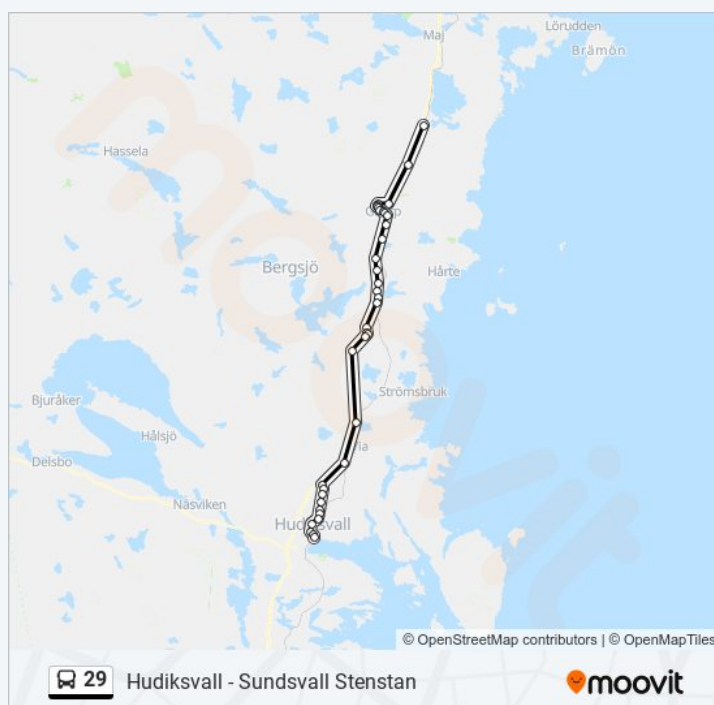 Lörudden
Maj
Brämön
Hassela
Bergsjö
Hårte
Strömsbruk
Bjuråker
Hålsjö
Delsbo
Näsviken
Hudiksvall
© OpenStreetMap contributors | © OpenMapTiles
29 Hudiksvall - Sundsvall Stenstan
moovit